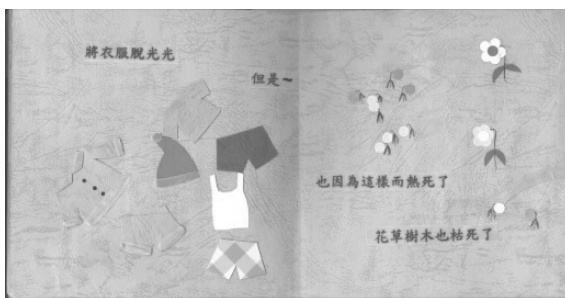 將衣服脫光光
但是~
也因為這樣而熱死了
花草樹木也枯死了